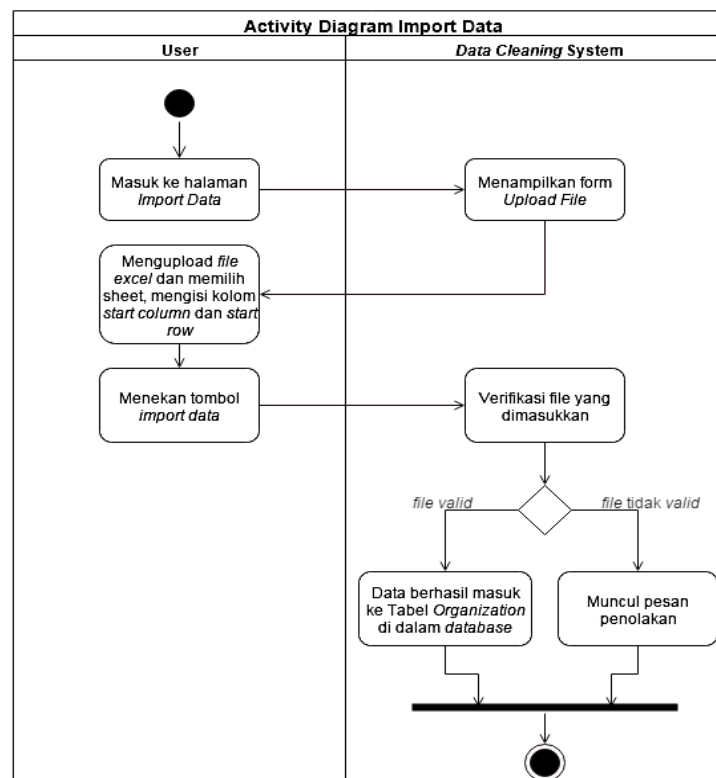 Activity Diagram Import Data
User
Data Cleaning System
Masuk ke halaman
Import Data
Menampilkan form
Upload File
Mengupload file
excel dan memilih
sheet, mengisi kolom
start column dan start
row
Menekan tombol
import data
Verifikasi file yang
dimasukkan
file valid
file tidak valid
Data berhasil masuk
ke Tabel Organization
di dalam database
Muncul pesan
penolakan